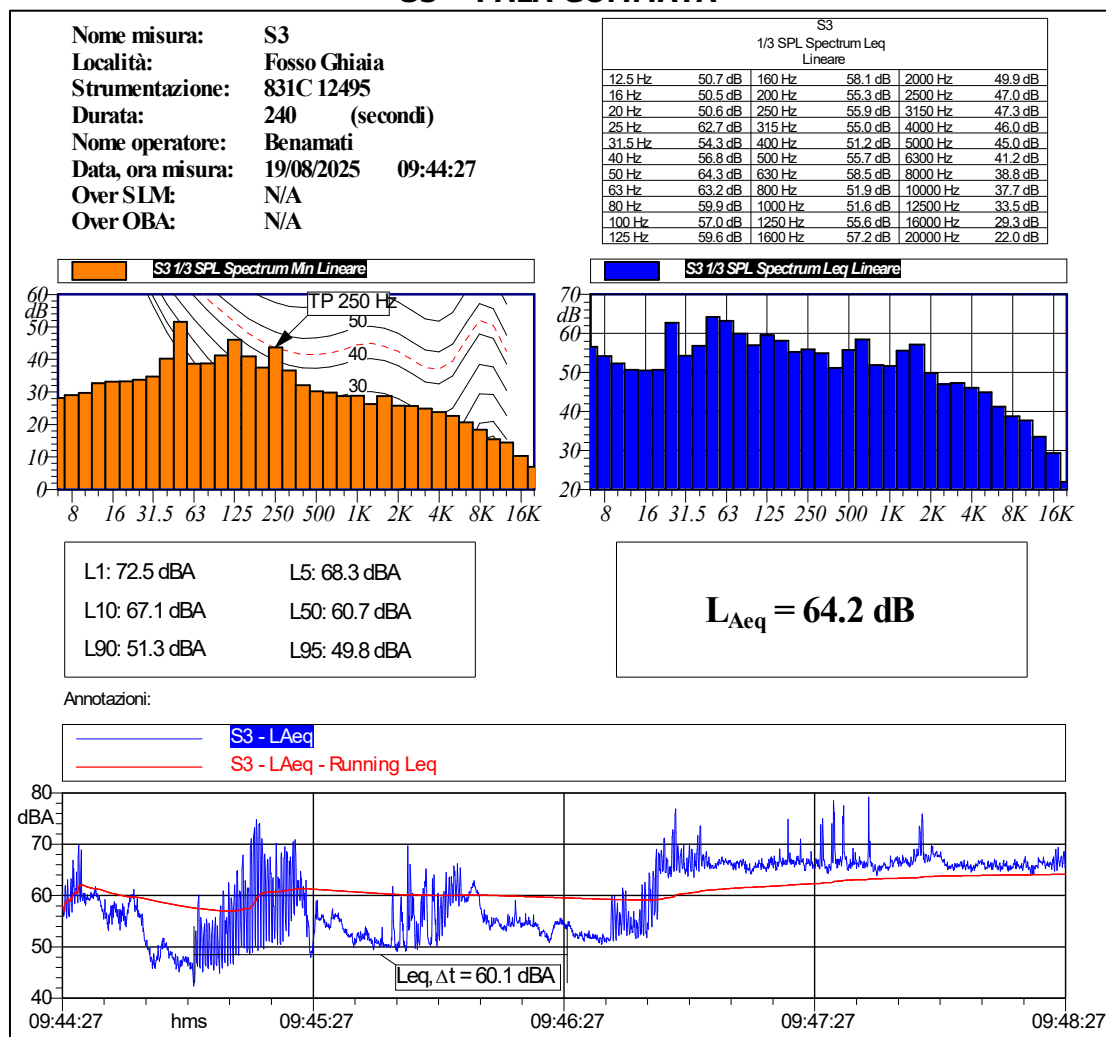 S3
Nome misura: S3
Località: Fosso Ghiaia
Strumentazione: 831C 12495
Durata: 240 (secondi)
Nome operatore: Benamati
Data, ora misura: 19/08/2025 09:44:27
Over SLM: N/A
Over OBA: N/A
S3
1/3 SPL Spectrum Leq
Lineare
12.5 Hz 50.7 dB 160 Hz 58.1 dB 2000 Hz 49.9 dB
16 Hz 50.5 dB 200 Hz 55.3 dB 2500 Hz 47.0 dB
20 Hz 50.6 dB 250 Hz 55.9 dB 3150 Hz 47.3 dB
25 Hz 62.7 dB 315 Hz 55.0 dB 4000 Hz 46.0 dB
31.5 Hz 54.3 dB 400 Hz 51.2 dB 5000 Hz 45.0 dB
40 Hz 56.8 dB 500 Hz 55.7 dB 6300 Hz 41.2 dB
50 Hz 64.3 dB 630 Hz 58.5 dB 8000 Hz 38.8 dB
63 Hz 63.2 dB 800 Hz 51.9 dB 10000 Hz 37.7 dB
80 Hz 59.9 dB 1000 Hz 51.6 dB 12500 Hz 33.5 dB
100 Hz 57.0 dB 1250 Hz 55.6 dB 16000 Hz 29.3 dB
125 Hz 59.6 dB 1600 Hz 57.2 dB 20000 Hz 22.0 dB
S3 1/3 SPL Spectrum Min Lineare
60
dB
50
40
30
20
10
0
TP 250 Hz
50
40
30
8 16 31.5 63 125 250 500 1K 2K 4K 8K 16K
S3 1/3 SPL Spectrum Leq Lineare
70
dB
60
50
40
30
20
8 16 31.5 63 125 250 500 1K 2K 4K 8K 16K
L1: 72.5 dBA L5: 68.3 dBA
L10: 67.1 dBA L50: 60.7 dBA
L90: 51.3 dBA L95: 49.8 dBA
LAeq = 64.2 dB
Annotazioni:
S3 - LAeq
S3 - LAeq - Running Leq
80
dBA
70
60
50
40
Leq, Δt = 60.1 dBA
09:44:27 hms 09:45:27 09:46:27 09:47:27 09:48:27